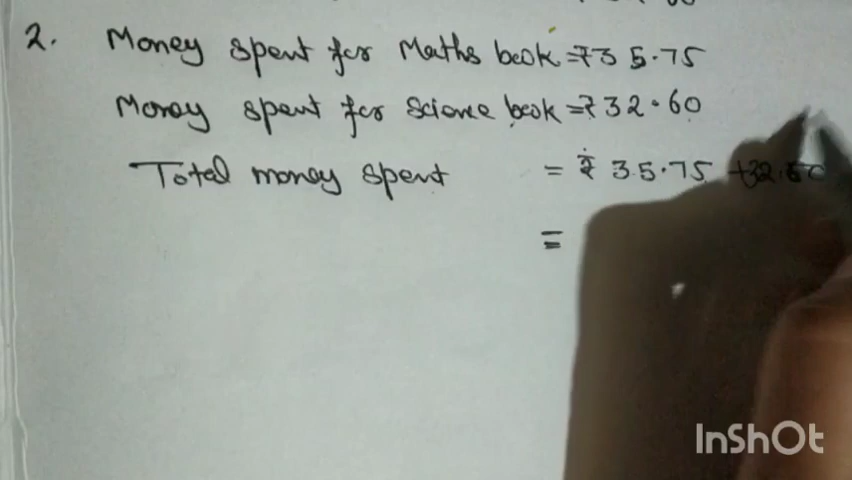 2. Money spent for Maths book = ₹ 35.75
Money spent for Science book = ₹ 32.60
Total money spent = ₹ 35.75 + 32.60
=
InShOt